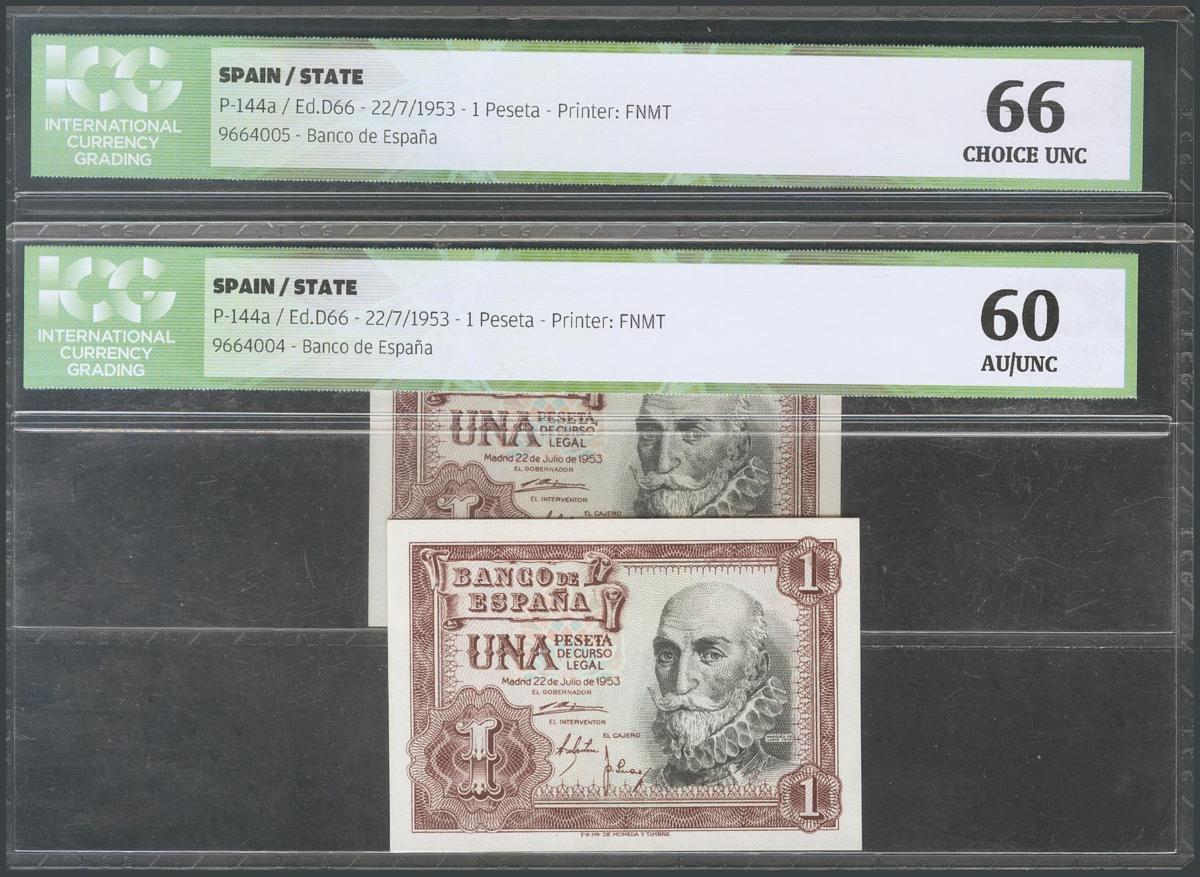 ICG
INTERNATIONAL
CURRENCY
GRADING
SPAIN / STATE
P-144a / Ed.D66 - 22/7/1953 - 1 Peseta - Printer: FNMT
9664005 - Banco de España
66
CHOICE UNC
ICG
INTERNATIONAL
CURRENCY
GRADING
SPAIN / STATE
P-144a / Ed.D66 - 22/7/1953 - 1 Peseta - Printer: FNMT
9664004 - Banco de España
60
AU/UNC
UNA PESETA,
DE CURSO
LEGAL
Madrid 22 de Julio de 1953
EL GOBERNADOR
EL INTERVENTOR
EL CAJERO
1
BANCO DE
ESPAÑA
1
UNA PESETA
DE CURSO
LEGAL
Madrid 22 de Julio de 1953
EL GOBERNADOR
EL INTERVENTOR
EL CAJERO
1
1
DE MONEDA Y TIMBRE